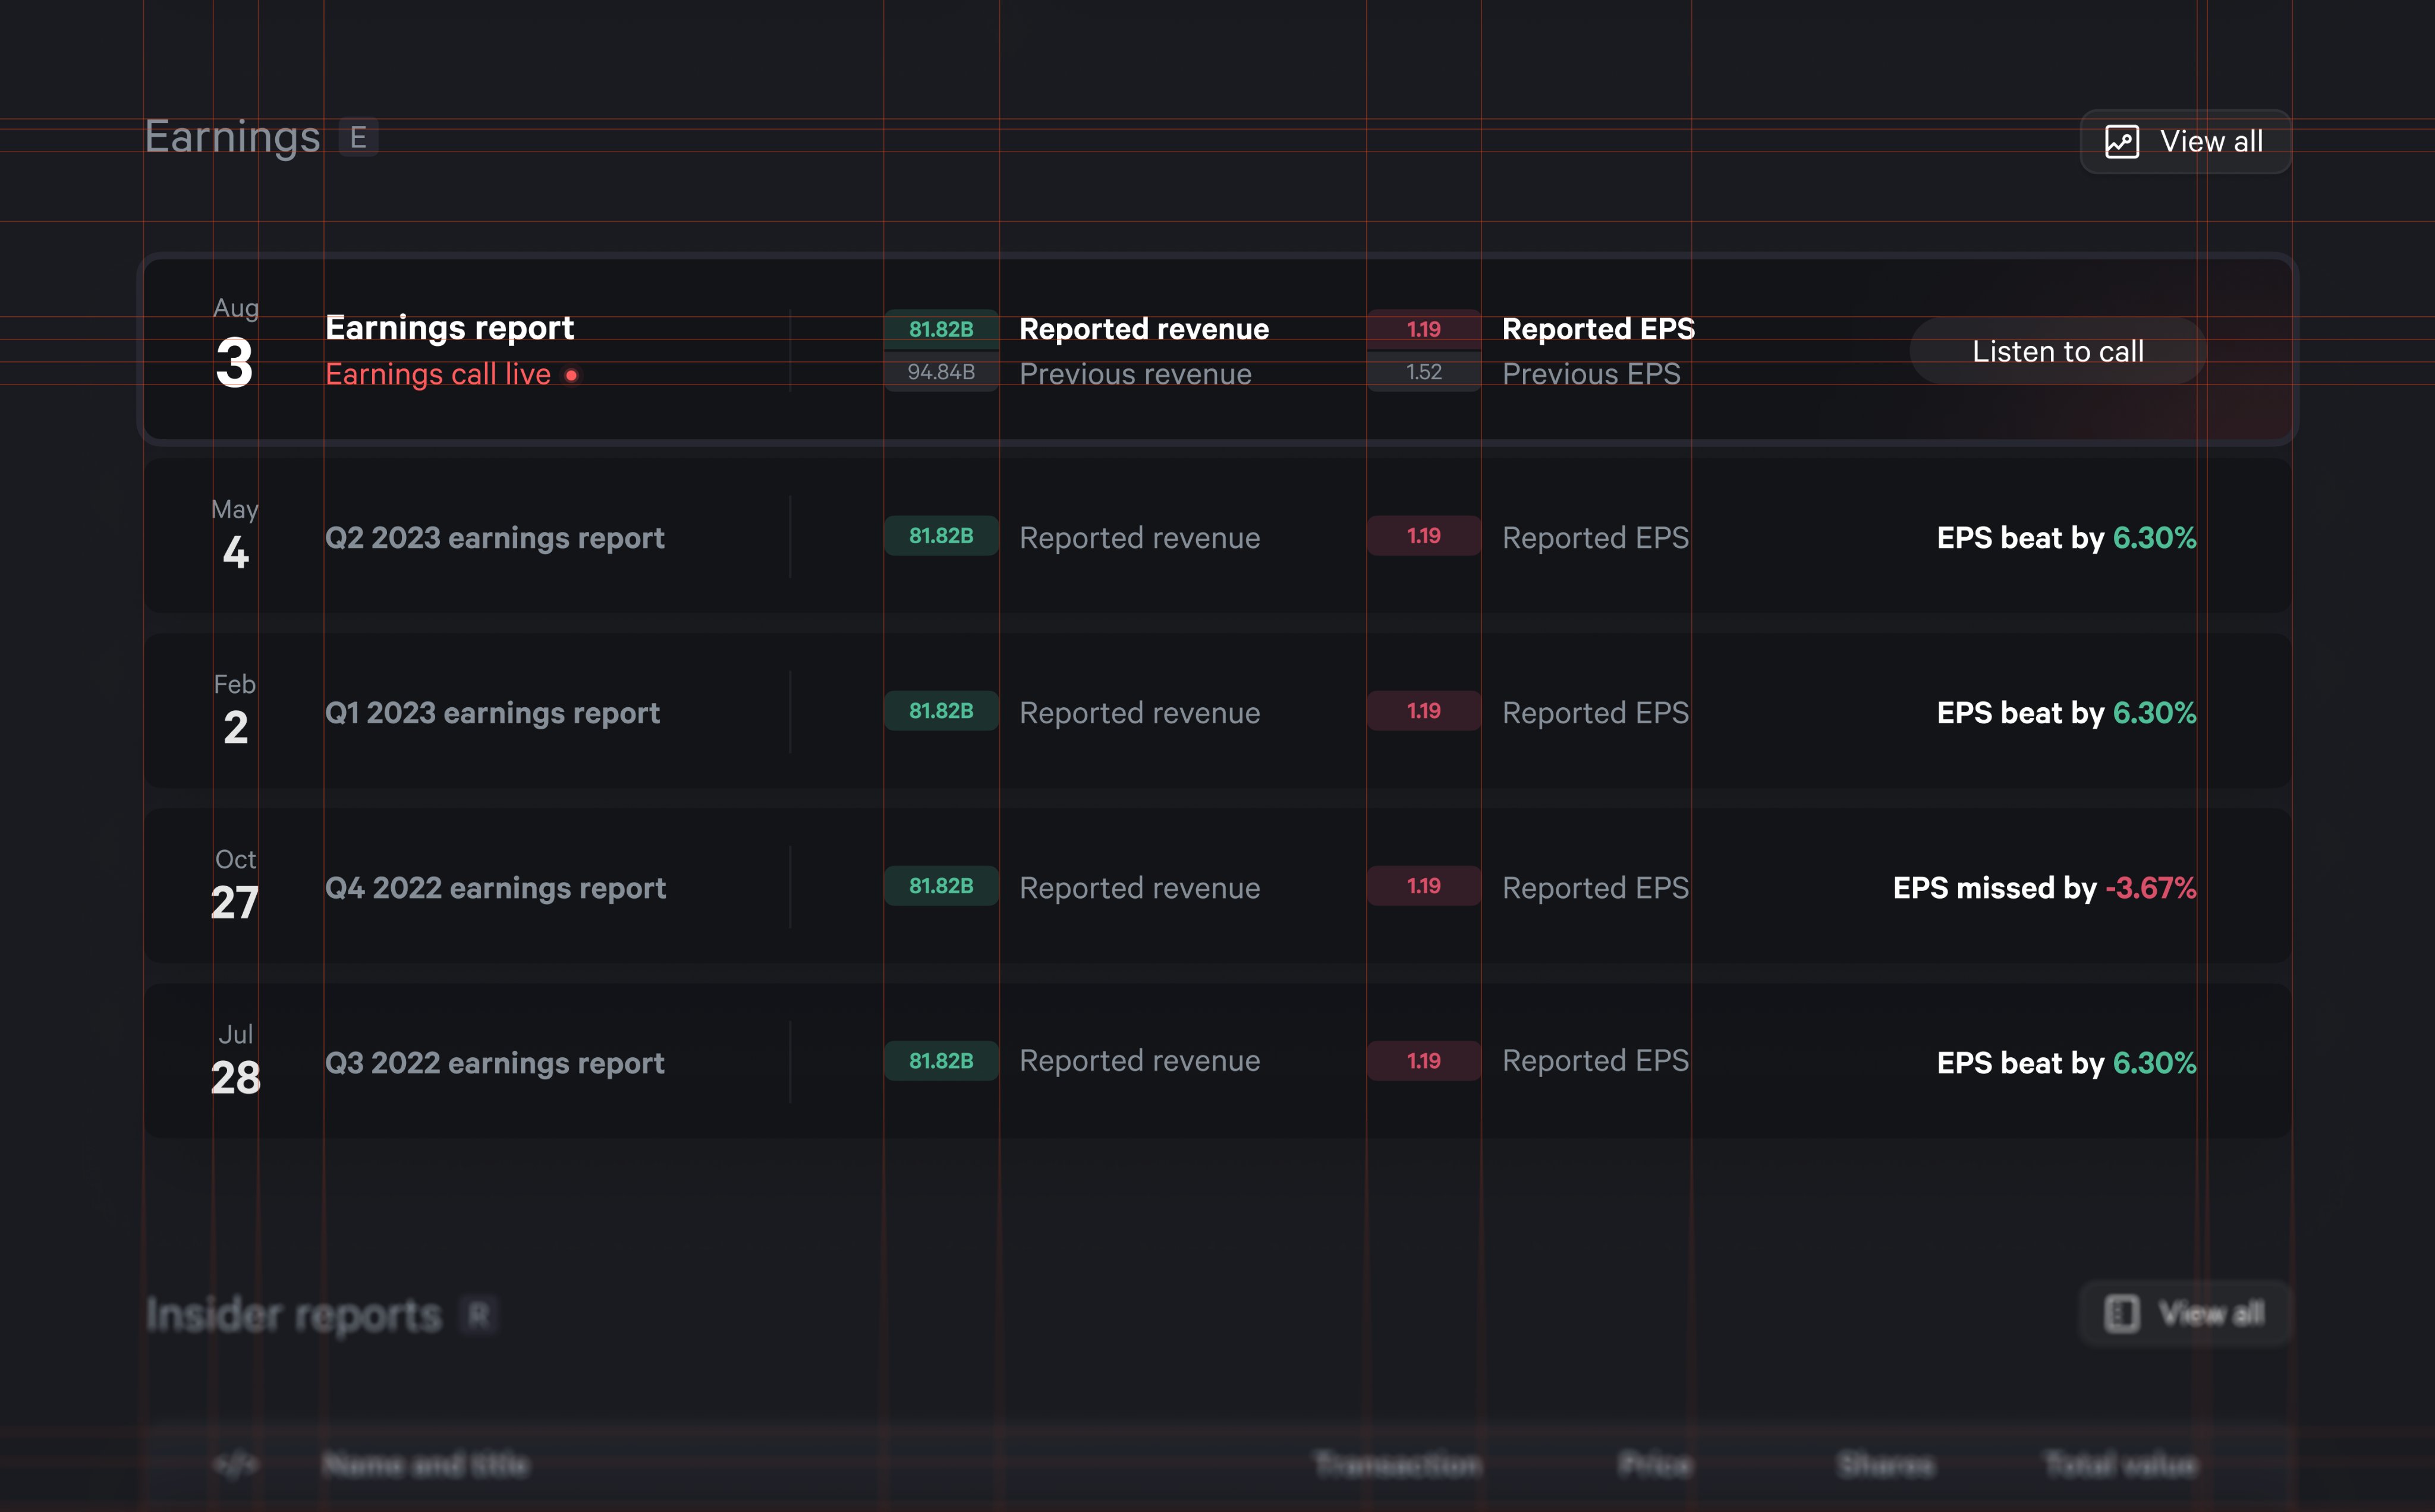 Earnings E View all
Aug
3
Earnings report
Earnings call live
81.82B Reported revenue
94.84B Previous revenue
1.19 Reported EPS
1.52 Previous EPS
Listen to call
May
4
Q2 2023 earnings report 81.82B Reported revenue 1.19 Reported EPS EPS beat by 6.30%
Feb
2
Q1 2023 earnings report 81.82B Reported revenue 1.19 Reported EPS EPS beat by 6.30%
Oct
27
Q4 2022 earnings report 81.82B Reported revenue 1.19 Reported EPS EPS missed by -3.67%
Jul
28
Q3 2022 earnings report 81.82B Reported revenue 1.19 Reported EPS EPS beat by 6.30%
Insider reports R View all
</> Name and title Transaction Price Shares Total value